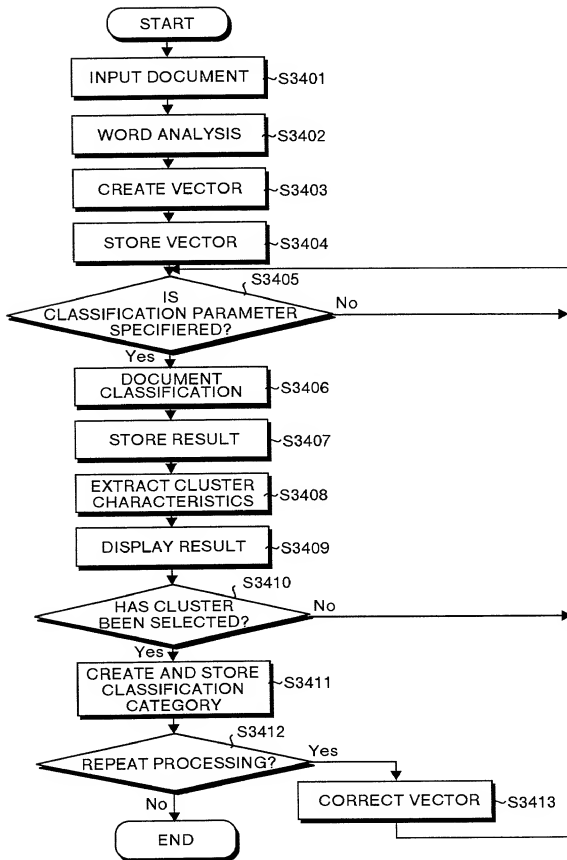 START
INPUT DOCUMENT
S3401
WORD ANALYSIS
S3402
CREATE VECTOR
S3403
STORE VECTOR
S3404
S3405
IS
CLASSIFICATION PARAMETER
SPECIFIERED?
No
Yes
DOCUMENT
CLASSIFICATION
S3406
STORE RESULT
S3407
EXTRACT CLUSTER
CHARACTERISTICS
S3408
DISPLAY RESULT
S3409
S3410
HAS CLUSTER
BEEN SELECTED?
No
Yes
CREATE AND STORE
CLASSIFICATION
CATEGORY
S3411
S3412
REPEAT PROCESSING?
Yes
No
CORRECT VECTOR
S3413
END